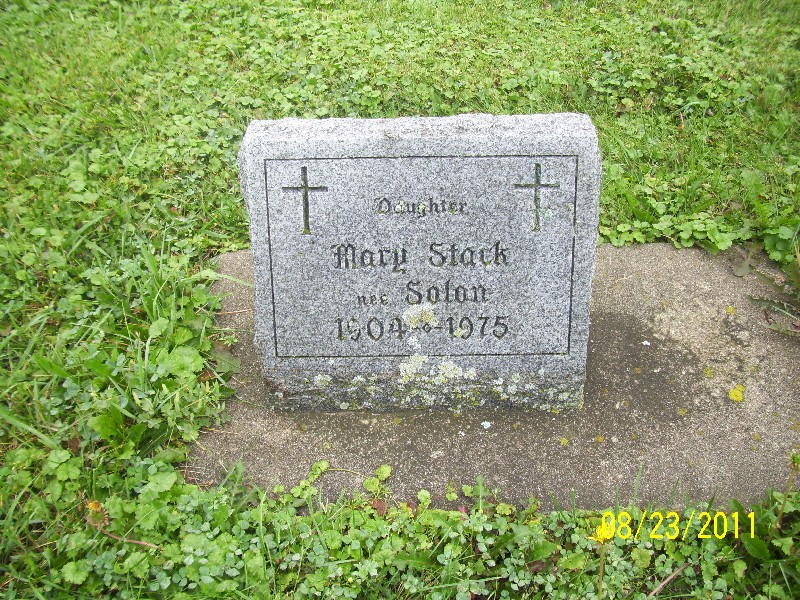 Daughter
Mary Stack
nee Solon
1904-o-1975
08/23/2011